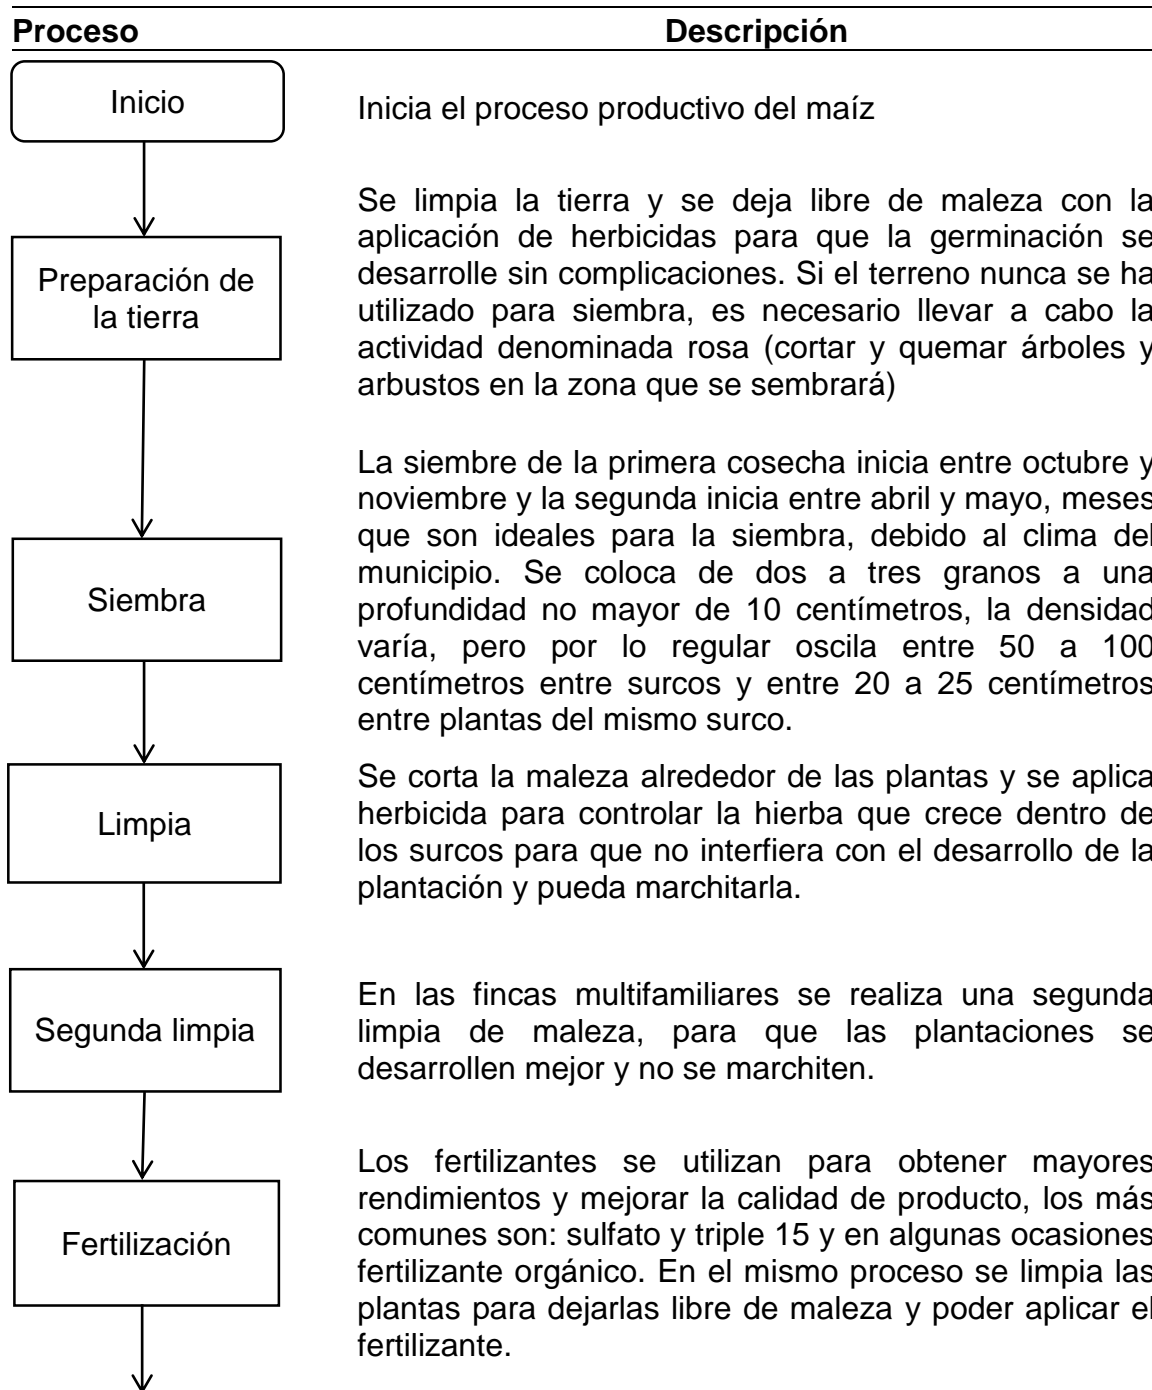 Proceso Descripción
Inicio
Inicia el proceso productivo del maíz
Preparación de
la tierra
Se limpia la tierra y se deja libre de maleza con la
aplicación de herbicidas para que la germinación se
desarrolle sin complicaciones. Si el terreno nunca se ha
utilizado para siembra, es necesario llevar a cabo la
actividad denominada rosa (cortar y quemar árboles y
arbustos en la zona que se sembrará)
Siembra
La siembre de la primera cosecha inicia entre octubre y
noviembre y la segunda inicia entre abril y mayo, meses
que son ideales para la siembra, debido al clima del
municipio. Se coloca de dos a tres granos a una
profundidad no mayor de 10 centímetros, la densidad
varía, pero por lo regular oscila entre 50 a 100
centímetros entre surcos y entre 20 a 25 centímetros
entre plantas del mismo surco.
Limpia
Se corta la maleza alrededor de las plantas y se aplica
herbicida para controlar la hierba que crece dentro de
los surcos para que no interfiera con el desarrollo de la
plantación y pueda marchitarla.
Segunda limpia
En las fincas multifamiliares se realiza una segunda
limpia de maleza, para que las plantaciones se
desarrollen mejor y no se marchiten.
Fertilización
Los fertilizantes se utilizan para obtener mayores
rendimientos y mejorar la calidad de producto, los más
comunes son: sulfato y triple 15 y en algunas ocasiones
fertilizante orgánico. En el mismo proceso se limpia las
plantas para dejarlas libre de maleza y poder aplicar el
fertilizante.